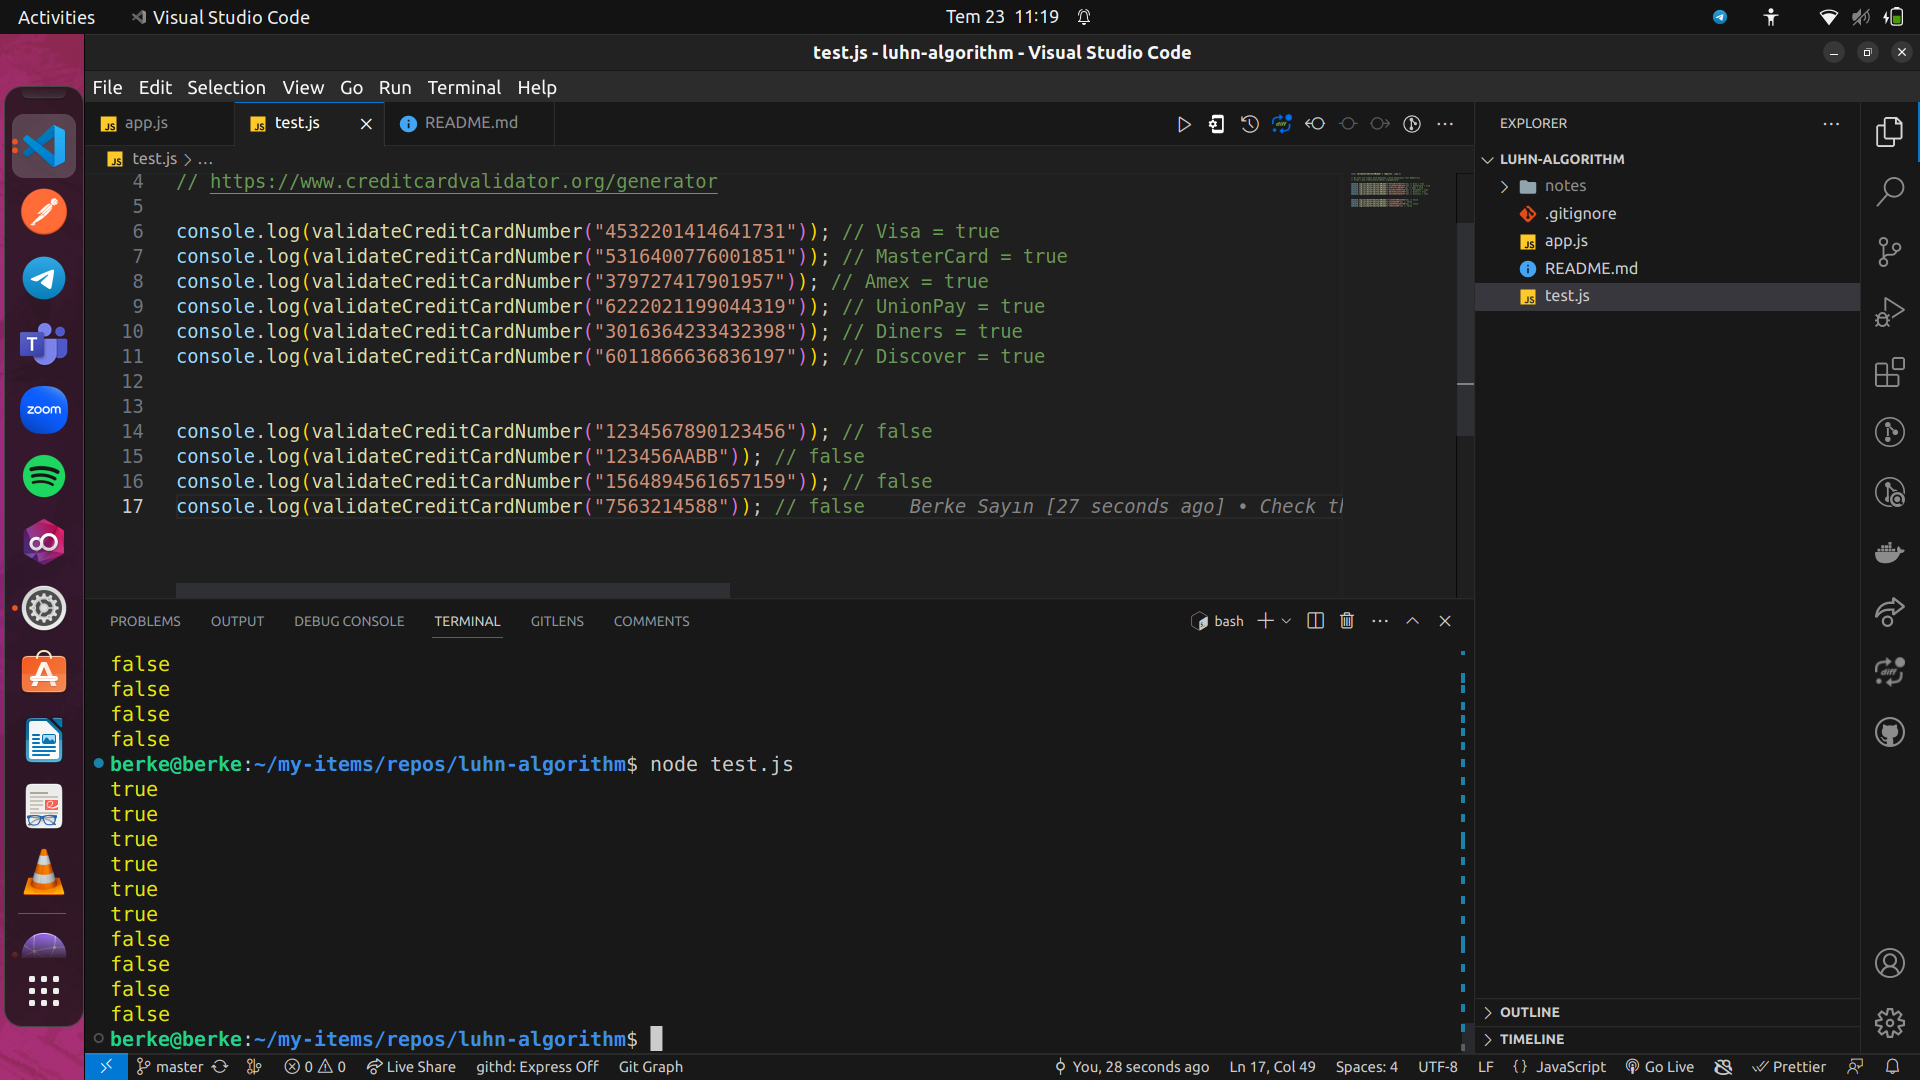 Activities Visual Studio Code Tem 23 11:19
test.js - luhn-algorithm - Visual Studio Code
File Edit Selection View Go Run Terminal Help
app.js test.js README.md
test.js > ...
4 // https://www.creditcardvalidator.org/generator
5
6 console.log(validateCreditCardNumber("4532201414641731")); // Visa = true
7 console.log(validateCreditCardNumber("5316400776001851")); // MasterCard = true
8 console.log(validateCreditCardNumber("379727417901957")); // Amex = true
9 console.log(validateCreditCardNumber("6222021199044319")); // UnionPay = true
10 console.log(validateCreditCardNumber("3016364233432398")); // Diners = true
11 console.log(validateCreditCardNumber("6011866636836197")); // Discover = true
12
13
14 console.log(validateCreditCardNumber("1234567890123456")); // false
15 console.log(validateCreditCardNumber("123456AABB")); // false
16 console.log(validateCreditCardNumber("1564894561657159")); // false
17 console.log(validateCreditCardNumber("7563214588")); // false Berke Sayın [27 seconds ago] • Check th
EXPLORER
LUHN-ALGORITHM
notes
.gitignore
app.js
README.md
test.js
OUTLINE
TIMELINE
PROBLEMS OUTPUT DEBUG CONSOLE TERMINAL GITLENS COMMENTS bash
false
false
false
false
berke@berke:~/my-items/repos/luhn-algorithm$ node test.js
true
true
true
true
true
true
false
false
false
false
berke@berke:~/my-items/repos/luhn-algorithm$
master 0 0 Live Share githd: Express Off Git Graph You, 28 seconds ago Ln 17, Col 49 Spaces: 4 UTF-8 LF {} JavaScript Go Live Prettier
zoom